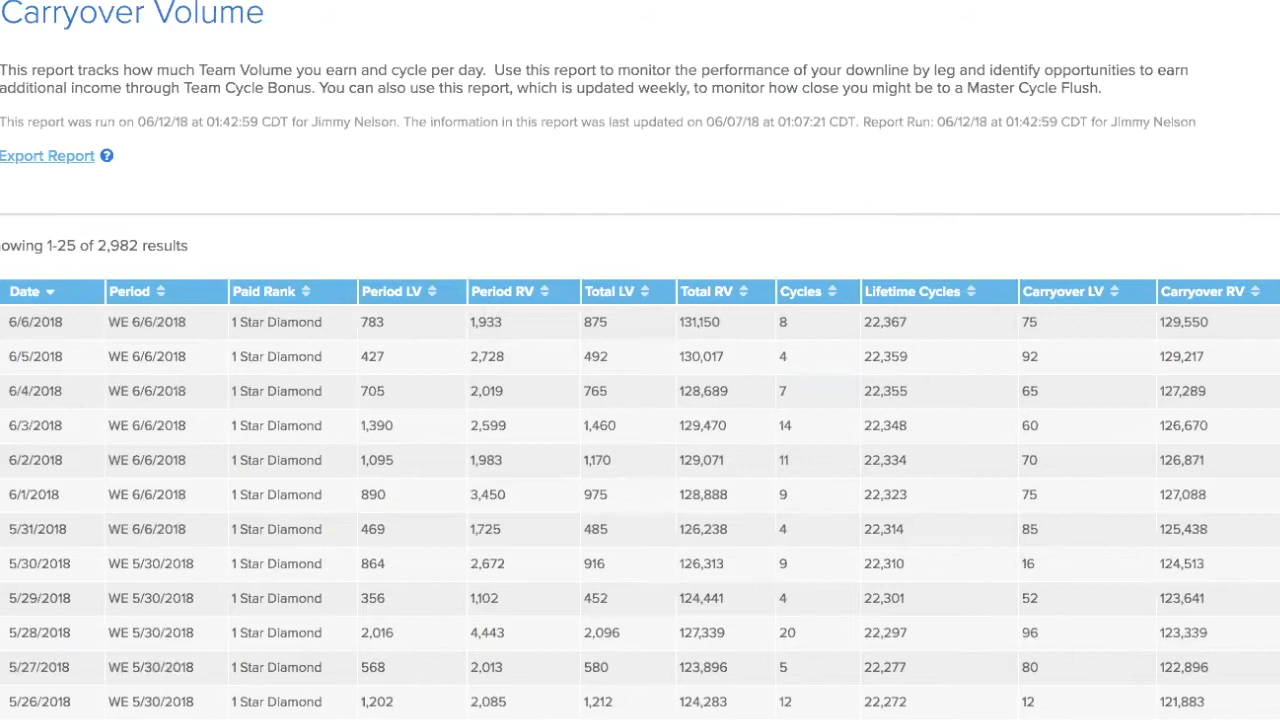 Carryover Volume
This report tracks how much Team Volume you earn and cycle per day. Use this report to monitor the performance of your downline by leg and identify opportunities to earn
additional income through Team Cycle Bonus. You can also use this report, which is updated weekly, to monitor how close you might be to a Master Cycle Flush.
This report was run on 06/12/18 at 01:42:59 CDT for Jimmy Nelson. The information in this report was last updated on 06/07/18 at 01:07:21 CDT. Report Run: 06/12/18 at 01:42:59 CDT for Jimmy Nelson
Export Report ?
owing 1-25 of 2,982 results
Date Period Paid Rank Period LV Period RV Total LV Total RV Cycles Lifetime Cycles Carryover LV Carryover RV
6/6/2018 WE 6/6/2018 1 Star Diamond 783 1,933 875 131,150 8 22,367 75 129,550
6/5/2018 WE 6/6/2018 1 Star Diamond 427 2,728 492 130,017 4 22,359 92 129,217
6/4/2018 WE 6/6/2018 1 Star Diamond 705 2,019 765 128,689 7 22,355 65 127,289
6/3/2018 WE 6/6/2018 1 Star Diamond 1,390 2,599 1,460 129,470 14 22,348 60 126,670
6/2/2018 WE 6/6/2018 1 Star Diamond 1,095 1,983 1,170 129,071 11 22,334 70 126,871
6/1/2018 WE 6/6/2018 1 Star Diamond 890 3,450 975 128,888 9 22,323 75 127,088
5/31/2018 WE 6/6/2018 1 Star Diamond 469 1,725 485 126,238 4 22,314 85 125,438
5/30/2018 WE 5/30/2018 1 Star Diamond 864 2,672 916 126,313 9 22,310 16 124,513
5/29/2018 WE 5/30/2018 1 Star Diamond 356 1,102 452 124,441 4 22,301 52 123,641
5/28/2018 WE 5/30/2018 1 Star Diamond 2,016 4,443 2,096 127,339 20 22,297 96 123,339
5/27/2018 WE 5/30/2018 1 Star Diamond 568 2,013 580 123,896 5 22,277 80 122,896
5/26/2018 WE 5/30/2018 1 Star Diamond 1,202 2,085 1,212 124,283 12 22,272 12 121,883